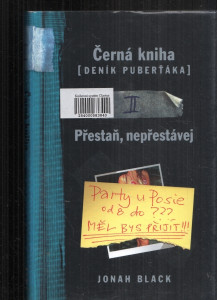 Černá kniha
[DENÍK PUBERŤÁKA]
II
Přestaň, nepřestávej
Party u Posie
od 8 do ???
MĚL BYS PŘIJÍT!!!
JONAH BLACK